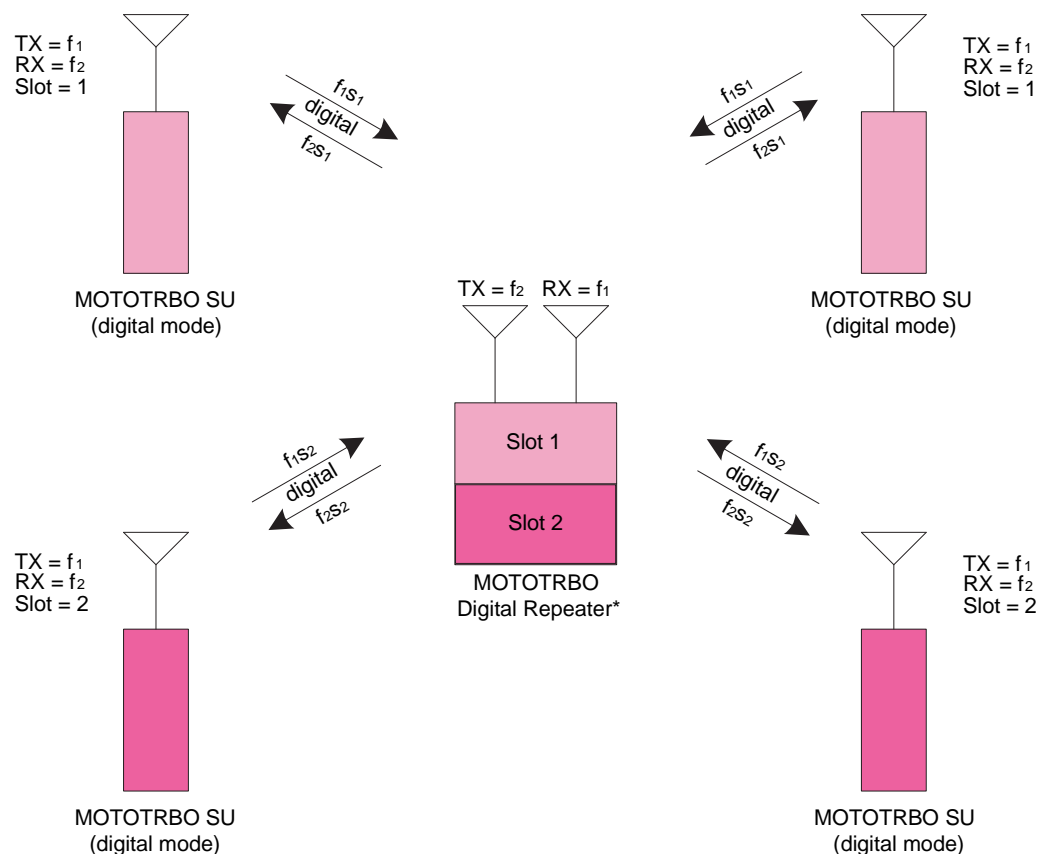 TX = f1
RX = f2
Slot = 1
f1s1
digital
f2s1
MOTOTRBO SU
(digital mode)
f1s1
digital
f2s1
TX = f1
RX = f2
Slot = 1
MOTOTRBO SU
(digital mode)
TX = f2 RX = f1
Slot 1
Slot 2
MOTOTRBO
Digital Repeater*
f1s2
digital
f2s2
TX = f1
RX = f2
Slot = 2
MOTOTRBO SU
(digital mode)
f1s2
digital
f2s2
TX = f1
RX = f2
Slot = 2
MOTOTRBO SU
(digital mode)